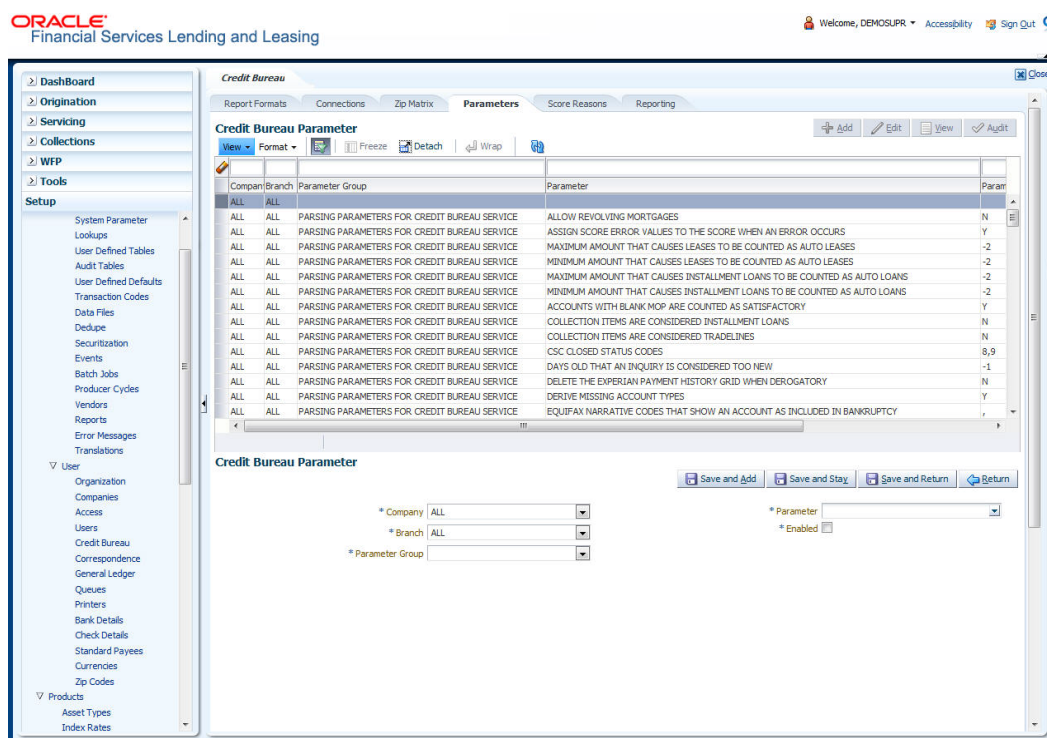 ORACLE
Financial Services Lending and Leasing
Welcome, DEMOSUPR Accessibility Sign Out
DashBoard
Origination
Servicing
Collections
WFP
Tools
Setup
System Parameter
Lookups
User Defined Tables
Audit Tables
User Defined Defaults
Transaction Codes
Data Files
Dedupe
Securitization
Events
Batch Jobs
Producer Cycles
Vendors
Reports
Error Messages
Translations
User
Organization
Companies
Access
Users
Credit Bureau
Correspondence
General Ledger
Queues
Printers
Bank Details
Check Details
Standard Payees
Currencies
Zip Codes
Products
Asset Types
Index Rates
Credit Bureau
Close
Report Formats Connections Zip Matrix Parameters Score Reasons Reporting
Credit Bureau Parameter
Add Edit View Audit
View Format Freeze Detach Wrap
Compan Branch Parameter Group Parameter Param
ALL ALL
ALL ALL PARSING PARAMETERS FOR CREDIT BUREAU SERVICE ALLOW REVOLVING MORTGAGES N
ALL ALL PARSING PARAMETERS FOR CREDIT BUREAU SERVICE ASSIGN SCORE ERROR VALUES TO THE SCORE WHEN AN ERROR OCCURS Y
ALL ALL PARSING PARAMETERS FOR CREDIT BUREAU SERVICE MAXIMUM AMOUNT THAT CAUSES LEASES TO BE COUNTED AS AUTO LEASES -2
ALL ALL PARSING PARAMETERS FOR CREDIT BUREAU SERVICE MINIMUM AMOUNT THAT CAUSES LEASES TO BE COUNTED AS AUTO LEASES -2
ALL ALL PARSING PARAMETERS FOR CREDIT BUREAU SERVICE MAXIMUM AMOUNT THAT CAUSES INSTALLMENT LOANS TO BE COUNTED AS AUTO LOANS -2
ALL ALL PARSING PARAMETERS FOR CREDIT BUREAU SERVICE MINIMUM AMOUNT THAT CAUSES INSTALLMENT LOANS TO BE COUNTED AS AUTO LOANS -2
ALL ALL PARSING PARAMETERS FOR CREDIT BUREAU SERVICE ACCOUNTS WITH BLANK MOP ARE COUNTED AS SATISFACTORY Y
ALL ALL PARSING PARAMETERS FOR CREDIT BUREAU SERVICE COLLECTION ITEMS ARE CONSIDERED INSTALLMENT LOANS N
ALL ALL PARSING PARAMETERS FOR CREDIT BUREAU SERVICE COLLECTION ITEMS ARE CONSIDERED TRADELINES N
ALL ALL PARSING PARAMETERS FOR CREDIT BUREAU SERVICE CSC CLOSED STATUS CODES 8,9
ALL ALL PARSING PARAMETERS FOR CREDIT BUREAU SERVICE DAYS OLD THAT AN INQUIRY IS CONSIDERED TOO NEW -1
ALL ALL PARSING PARAMETERS FOR CREDIT BUREAU SERVICE DELETE THE EXPERIAN PAYMENT HISTORY GRID WHEN DEROGATORY N
ALL ALL PARSING PARAMETERS FOR CREDIT BUREAU SERVICE DERIVE MISSING ACCOUNT TYPES Y
ALL ALL PARSING PARAMETERS FOR CREDIT BUREAU SERVICE EQUIFAX NARRATIVE CODES THAT SHOW AN ACCOUNT AS INCLUDED IN BANKRUPTCY ,
Credit Bureau Parameter
Save and Add Save and Stay Save and Return Return
* Company ALL
* Branch ALL
* Parameter Group
* Parameter
* Enabled